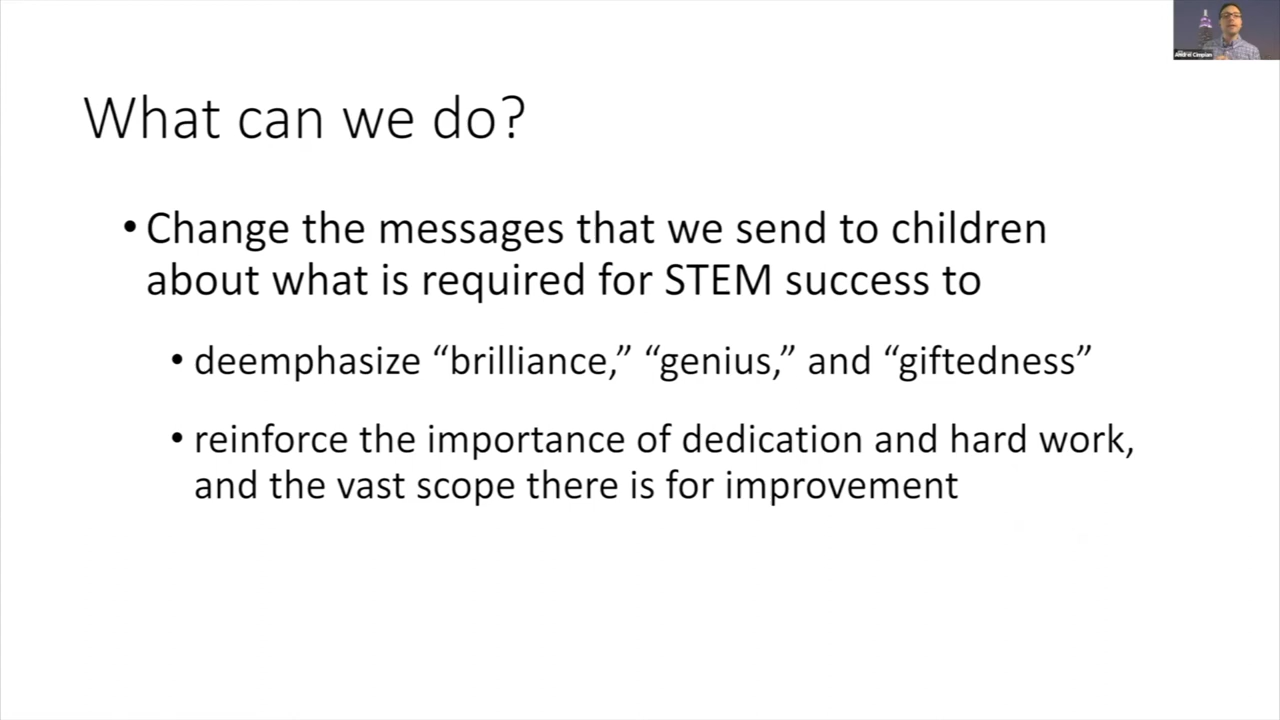 Andrei Cimpian
What can we do?
• Change the messages that we send to children
about what is required for STEM success to
• deemphasize “brilliance,” “genius,” and “giftedness”
• reinforce the importance of dedication and hard work,
and the vast scope there is for improvement